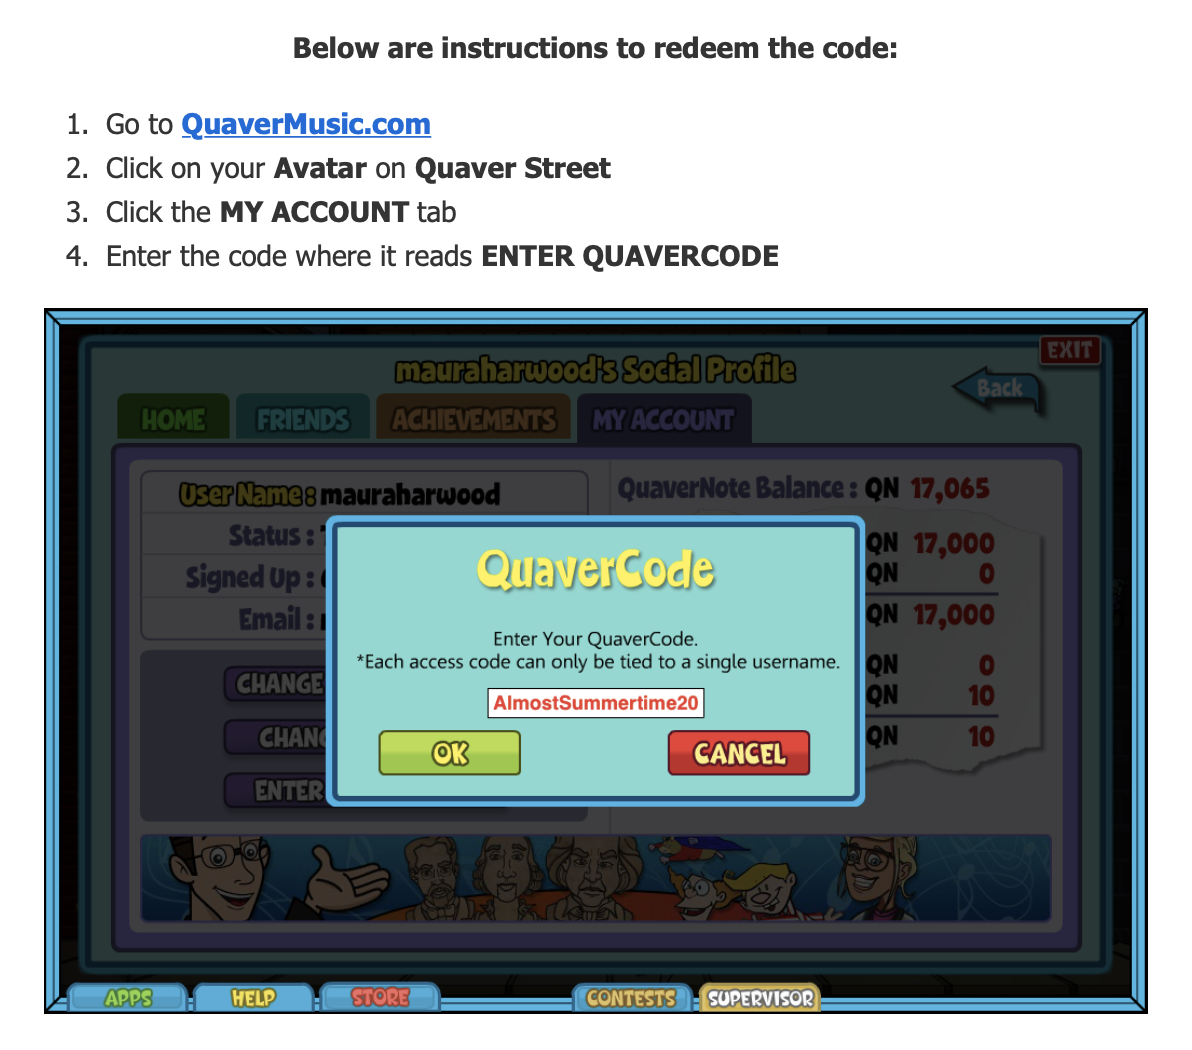 Below are instructions to redeem the code:
1. Go to QuaverMusic.com
2. Click on your Avatar on Quaver Street
3. Click the MY ACCOUNT tab
4. Enter the code where it reads ENTER QUAVERCODE
EXIT
mauraharwood's Social Profile
Back
HOME FRIENDS ACHIEVEMENTS MY ACCOUNT
User Name: mauraharwood
QuaverNote Balance: QN 17,065
Status :
QN 17,000
Signed Up :
QN 0
Email :
QN 17,000
QN 0
CHANGE
QN 10
QN 10
ENTER
QuaverCode
Enter Your QuaverCode.
*Each access code can only be tied to a single username.
AlmostSummertime20
OK CANCEL
APPS HELP STORE CONTESTS SUPERVISOR